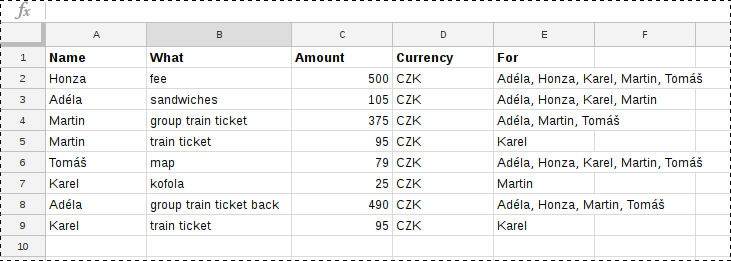 fx
A B C D E F
1 Name What Amount Currency For
2 Honza fee 500 CZK Adéla, Honza, Karel, Martin, Tomáš
3 Adéla sandwiches 105 CZK Adéla, Honza, Karel, Martin
4 Martin group train ticket 375 CZK Adéla, Martin, Tomáš
5 Martin train ticket 95 CZK Karel
6 Tomáš map 79 CZK Adéla, Honza, Karel, Martin, Tomáš
7 Karel kofola 25 CZK Martin
8 Adéla group train ticket back 490 CZK Adéla, Honza, Martin, Tomáš
9 Karel train ticket 95 CZK Karel
10